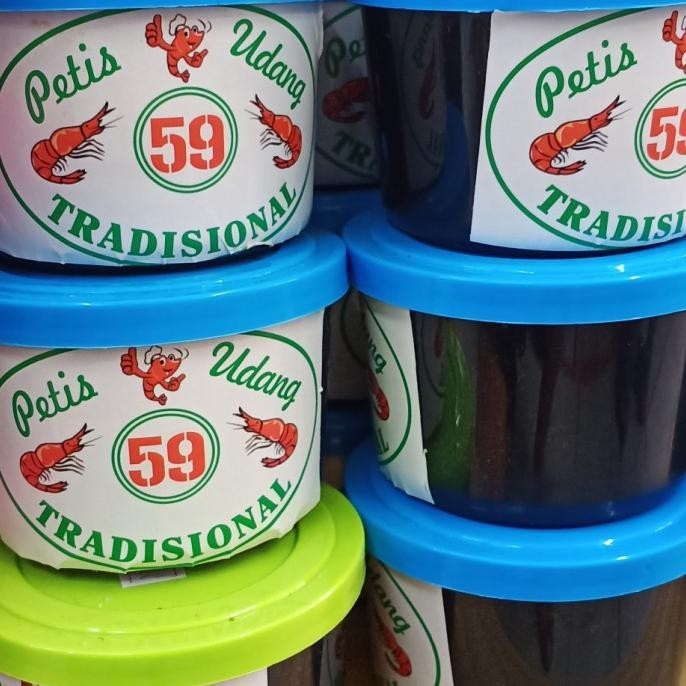 Petis Udang
59
TRADISIONAL
Petis
59
TRADISI
Petis Udang
59
TRADISIONAL